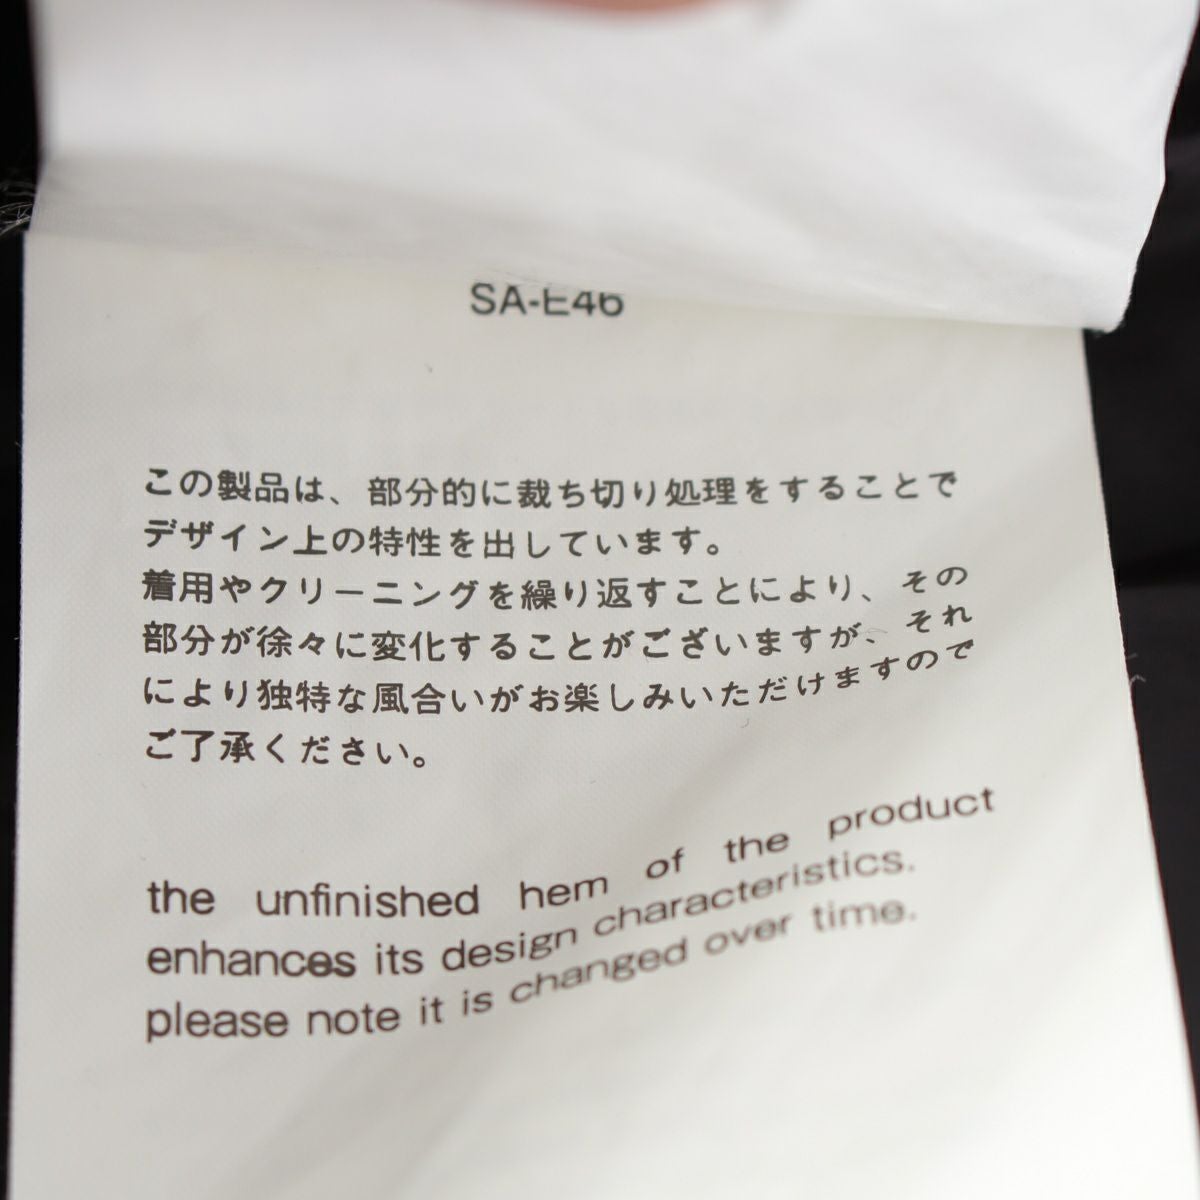 SA-E46
この製品は、部分的に裁ち切り処理をすることで
デザイン上の特性を出しています。
着用やクリーニングを繰り返すことにより、その
部分が徐々に変化することがございますが、それ
により独特な風合いがお楽しみいただけますので
ご了承ください。
the unfinished hem of the product
enhances its design characteristics.
please note it is changed over time.